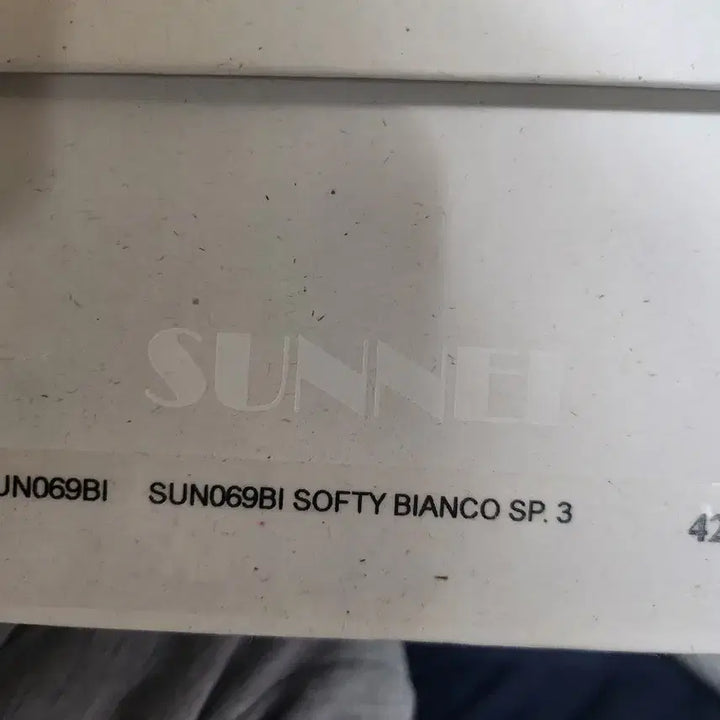 SUNNEI
UN069BI SUN069BI SOFTY BIANCO SP. 3 42